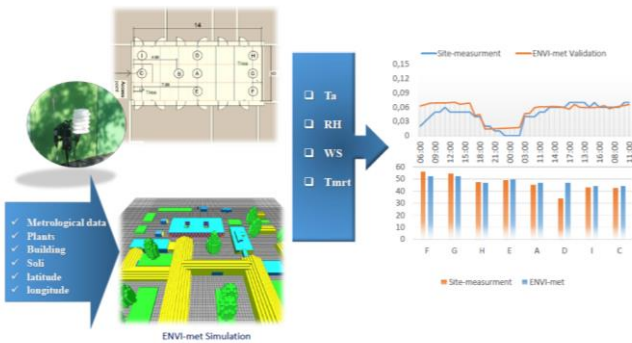 14
I
D
H
C
B
A
G
E
F
✓ Metrological data
✓ Plants
✓ Building
✓ Soli
✓ latitude
✓ longitude
ENVI-met Simulation
❑ Ta
❑ RH
❑ WS
❑ Tmrt
Site-measurment ENVI-met Validation
0,15
0,12
0,09
0,06
0,03
0
06:00 09:00 12:00 15:00 18:00 21:00 00:00 03:00 11:00 14:00 17:00 10:00 13:00 16:00 08:00 11:00
60
50
40
30
20
10
0
F G H E A D I C
Site-measurment ENVI-met